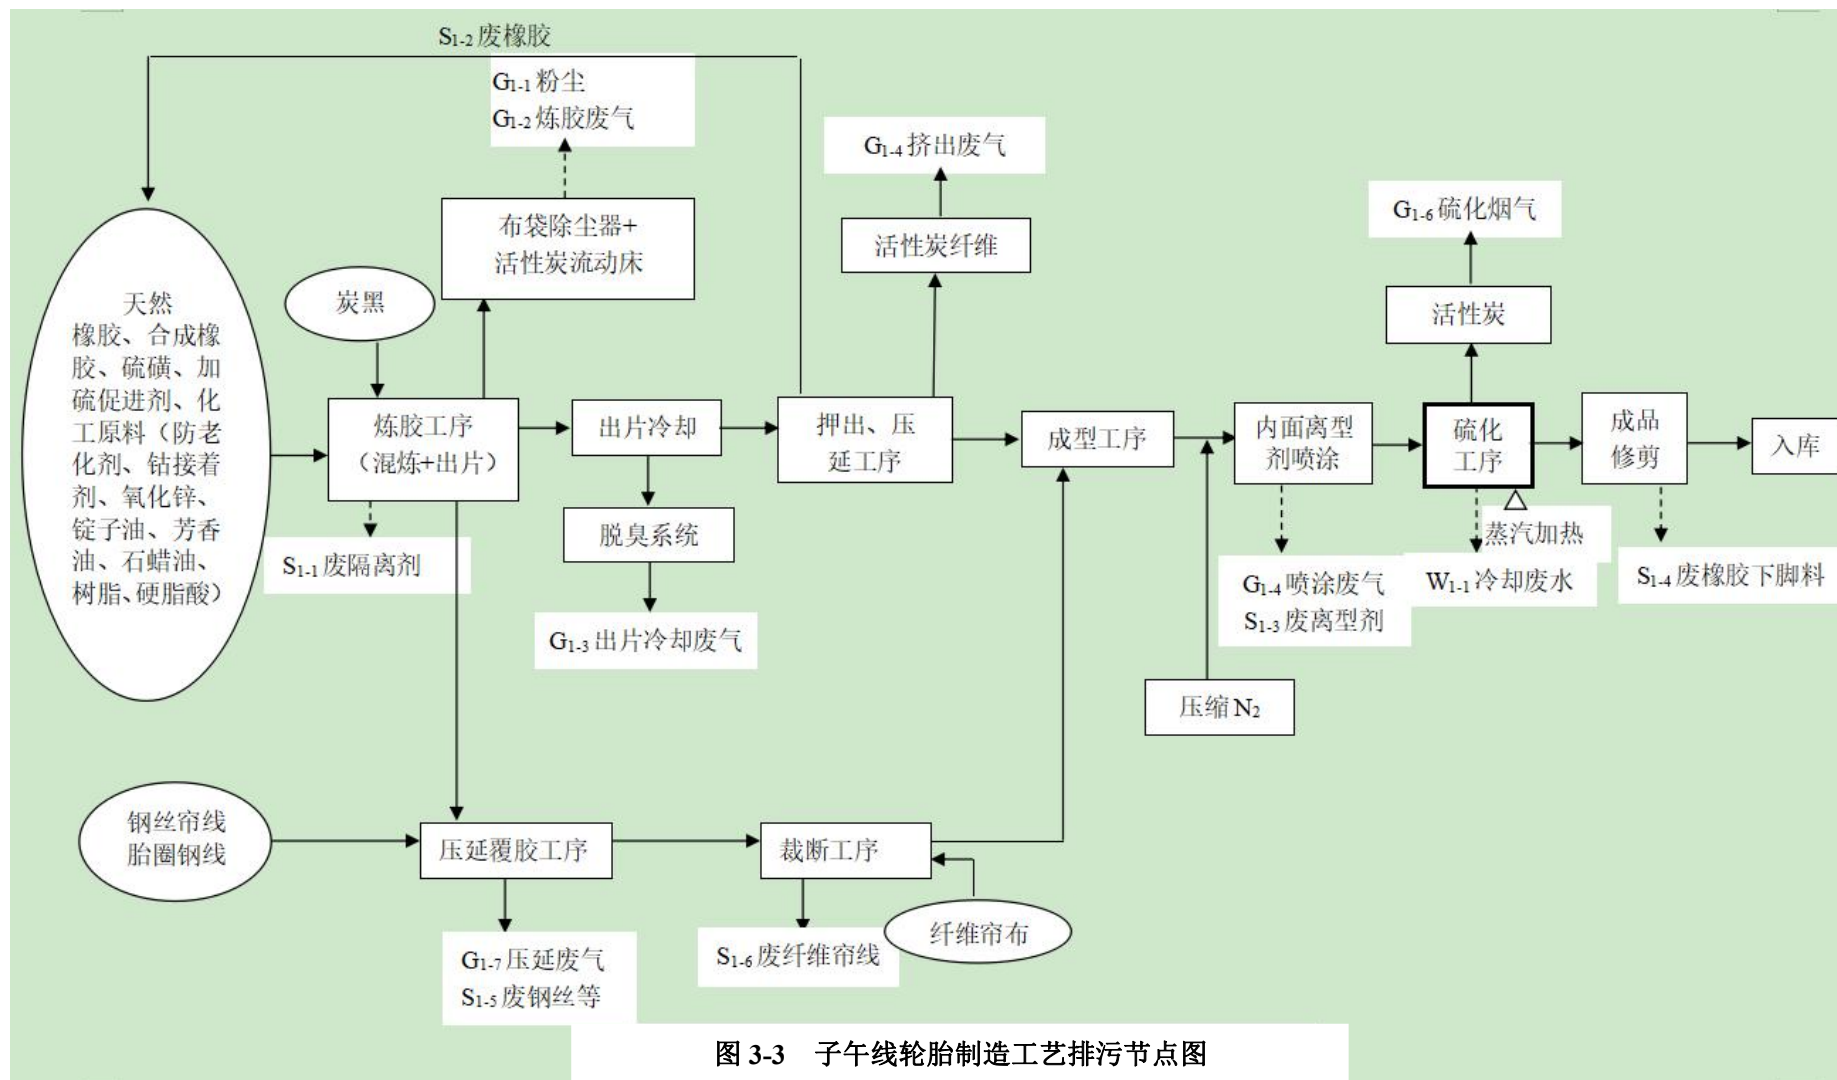 S₁₋₂废橡胶
G₁₋₁粉尘
G₁₋₂炼胶废气
布袋除尘器+
活性炭流动床
G₁₋₄挤出废气
活性炭纤维
G₁₋₆硫化烟气
活性炭
天然
橡胶、合成橡
胶、硫磺、加
硫促进剂、化
工原料（防老
化剂、钴接着
剂、氧化锌、
锭子油、芳香
油、石蜡油、
树脂、硬脂酸）
炭黑
炼胶工序
（混炼+出片）
出片冷却
押出、压
延工序
成型工序
内面离型
剂喷涂
硫化
工序
成品
修剪
入库
S₁₋₁废隔离剂
脱臭系统
G₁₋₃出片冷却废气
蒸汽加热
G₁₋₄喷涂废气
S₁₋₃废离型剂
W₁₋₁冷却废水
S₁₋₄废橡胶下脚料
压缩N₂
钢丝帘线
胎圈钢线
压延覆胶工序
裁断工序
纤维帘布
G₁₋₇压延废气
S₁₋₅废钢丝等
S₁₋₆废纤维帘线
图 3-3 子午线轮胎制造工艺排污节点图